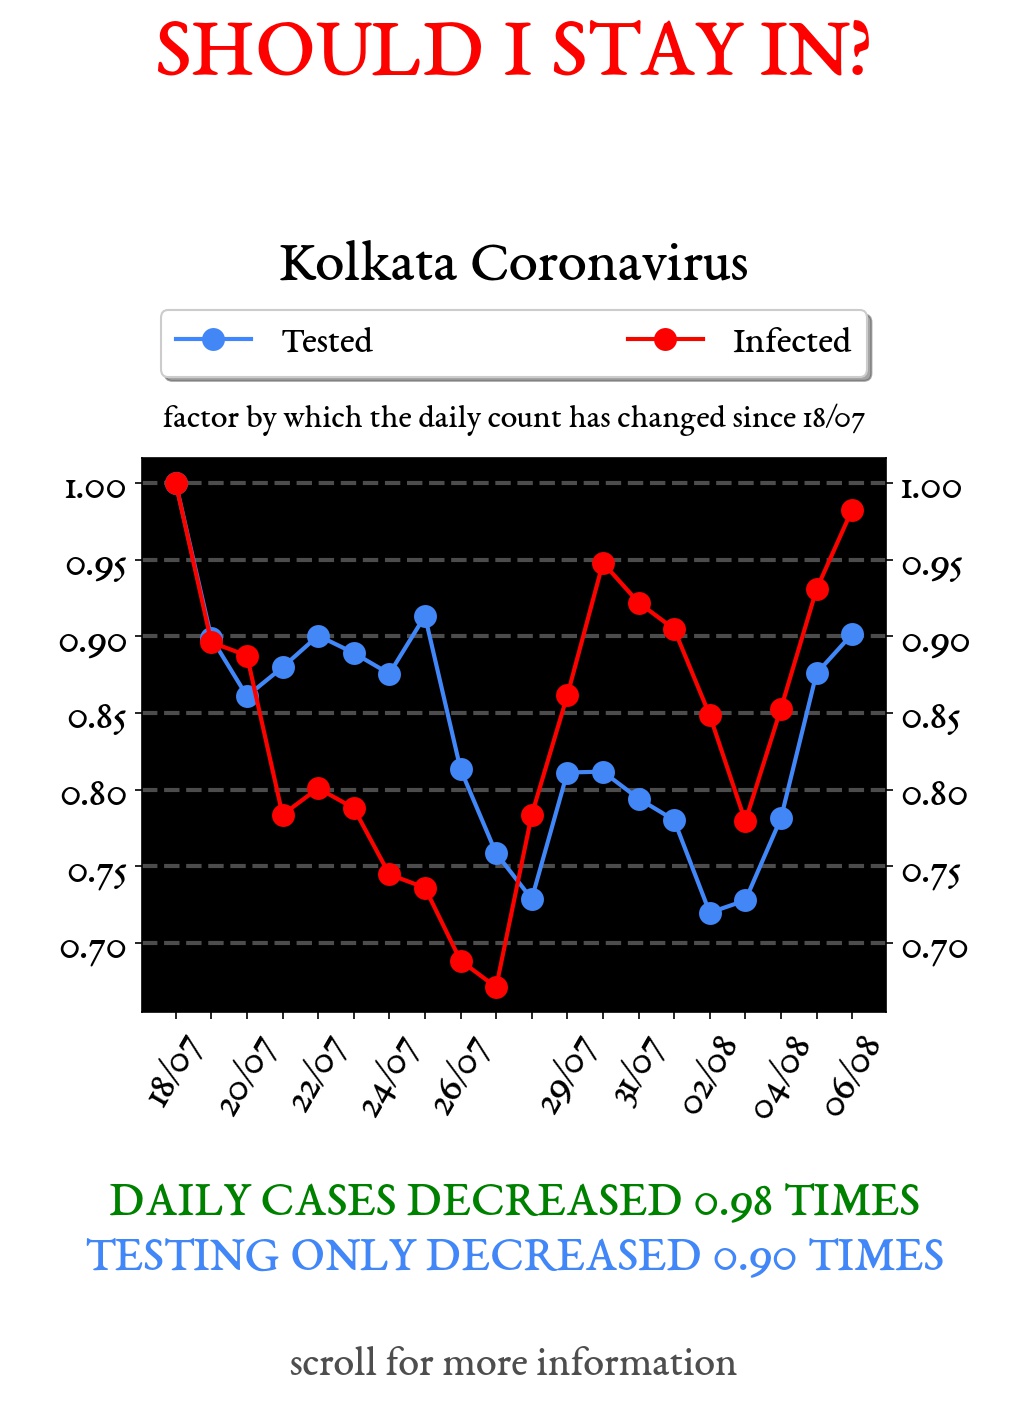 SHOULD I STAY IN?
Kolkata Coronavirus
Tested Infected
factor by which the daily count has changed since 18/07
1.00 1.00
0.95 0.95
0.90 0.90
0.85 0.85
0.80 0.80
0.75 0.75
0.70 0.70
18/07 20/07 22/07 24/07 26/07 29/07 31/07 02/08 04/08 06/08
DAILY CASES DECREASED 0.98 TIMES
TESTING ONLY DECREASED 0.90 TIMES
scroll for more information